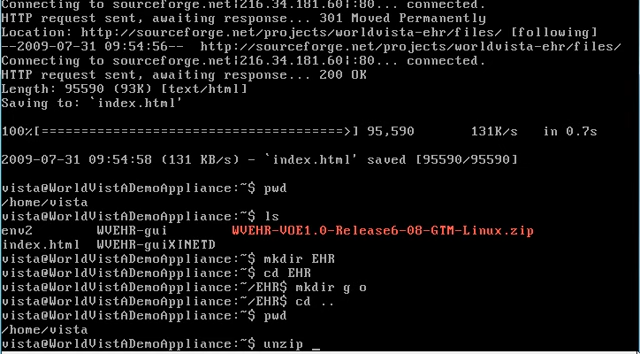 Connecting to sourceforge.net|216.34.181.60|:80... connected.
HTTP request sent, awaiting response... 301 Moved Permanently
Location: http://sourceforge.net/projects/worldvista-ehr/files/ [following]
--2009-07-31 09:54:56--  http://sourceforge.net/projects/worldvista-ehr/files/
Connecting to sourceforge.net|216.34.181.60|:80... connected.
HTTP request sent, awaiting response... 200 OK
Length: 95590 (93K) [text/html]
Saving to: `index.html'
100%[======================================>] 95,590      131K/s   in 0.7s
2009-07-31 09:54:58 (131 KB/s) - `index.html' saved [95590/95590]
vista@WorldVistADemoAppliance:~$ pwd
/home/vista
vista@WorldVistADemoAppliance:~$ ls
env2        WVEHR-gui        WVEHR-VOE1.0-Release6-08-GTM-Linux.zip
index.html  WVEHR-guiXINETD
vista@WorldVistADemoAppliance:~$ mkdir EHR
vista@WorldVistADemoAppliance:~$ cd EHR
vista@WorldVistADemoAppliance:~/EHR$ mkdir g o
vista@WorldVistADemoAppliance:~/EHR$ cd ..
vista@WorldVistADemoAppliance:~$ pwd
/home/vista
vista@WorldVistADemoAppliance:~$ unzip _